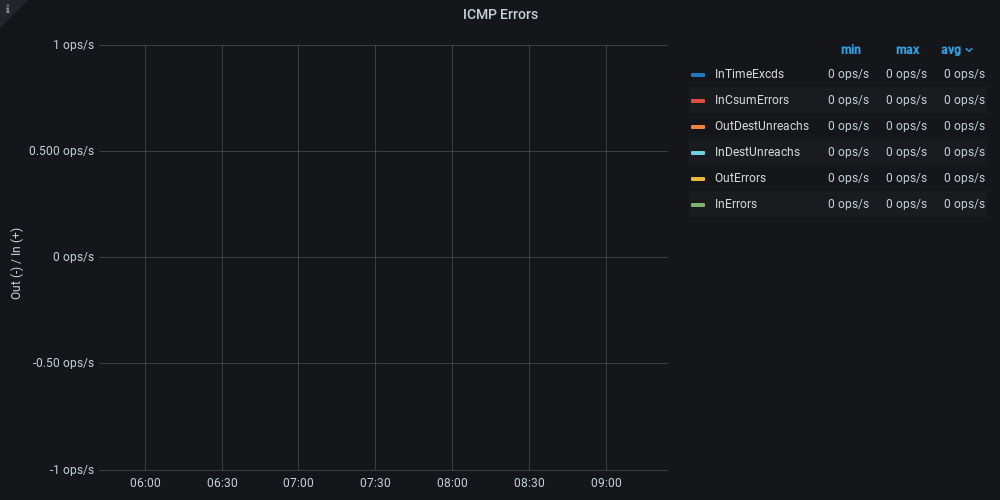 ICMP Errors
1 ops/s
0.500 ops/s
0 ops/s
-0.50 ops/s
-1 ops/s
Out (-) / In (+)
06:00 06:30 07:00 07:30 08:00 08:30 09:00
min max avg
InTimeExcds 0 ops/s 0 ops/s 0 ops/s
InCsumErrors 0 ops/s 0 ops/s 0 ops/s
OutDestUnreachs 0 ops/s 0 ops/s 0 ops/s
InDestUnreachs 0 ops/s 0 ops/s 0 ops/s
OutErrors 0 ops/s 0 ops/s 0 ops/s
InErrors 0 ops/s 0 ops/s 0 ops/s